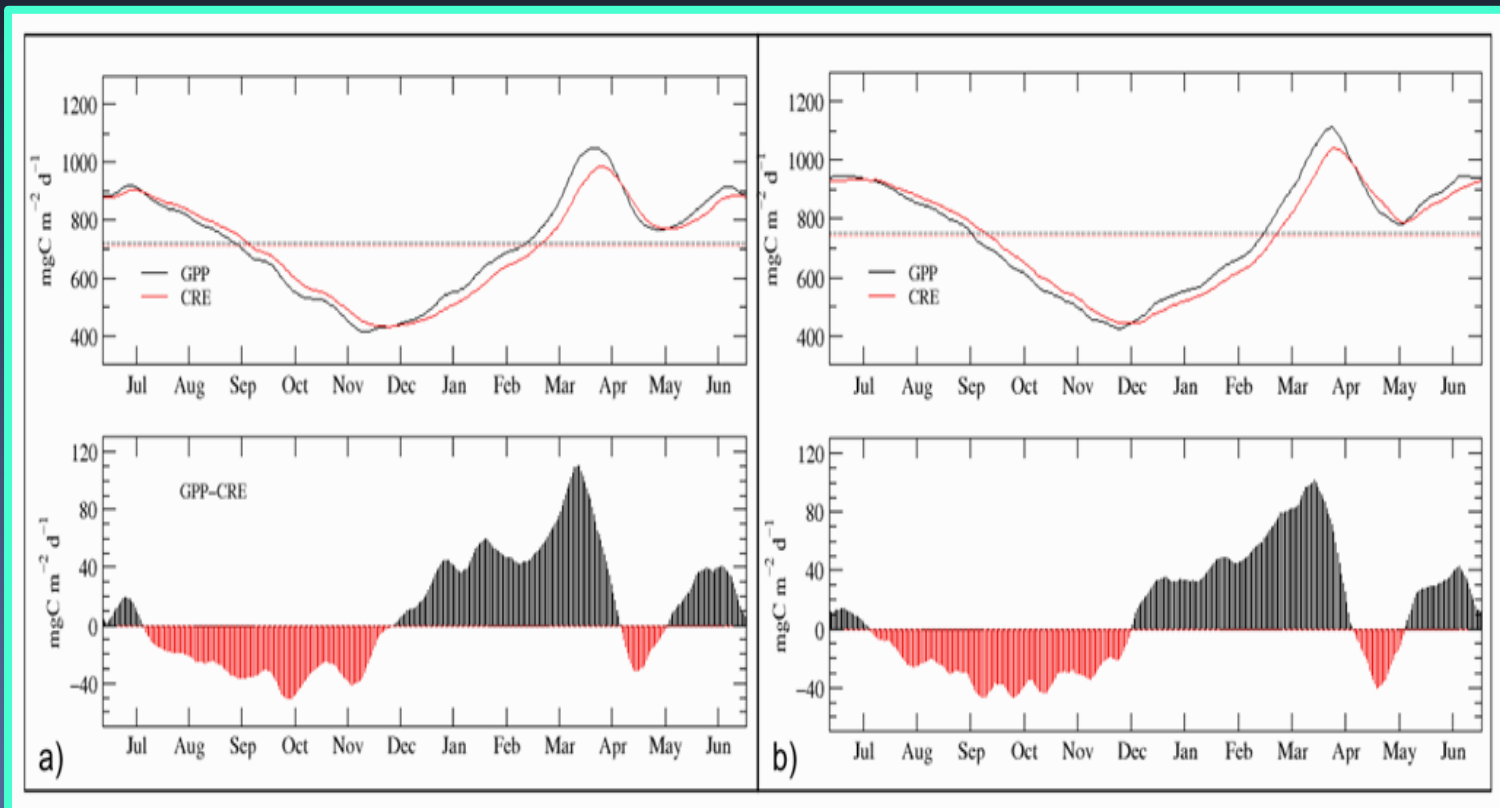 1200
1000
800
600
400
mgC m⁻² d⁻¹
GPP
CRE
Jul Aug Sep Oct Nov Dec Jan Feb Mar Apr May Jun
120
80
40
0
−40
mgC m⁻² d⁻¹
GPP−CRE
Jul Aug Sep Oct Nov Dec Jan Feb Mar Apr May Jun
a)
1200
1000
800
600
400
mgC m⁻² d⁻¹
GPP
CRE
Jul Aug Sep Oct Nov Dec Jan Feb Mar Apr May Jun
120
80
40
0
−40
mgC m⁻² d⁻¹
Jul Aug Sep Oct Nov Dec Jan Feb Mar Apr May Jun
b)